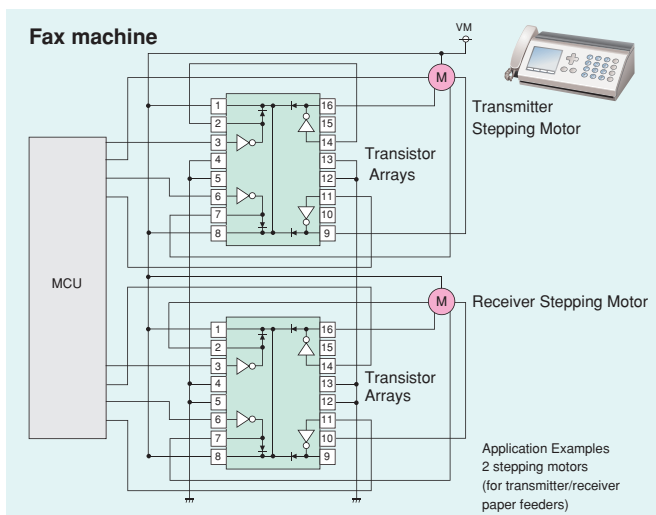 Fax machine
VM
M
Transmitter
Stepping Motor
1
2
3
4
5
6
7
8
16
15
14
13
12
11
10
9
Transistor
Arrays
MCU
M
Receiver Stepping Motor
1
2
3
4
5
6
7
8
16
15
14
13
12
11
10
9
Transistor
Arrays
Application Examples
2 stepping motors
(for transmitter/receiver
paper feeders)